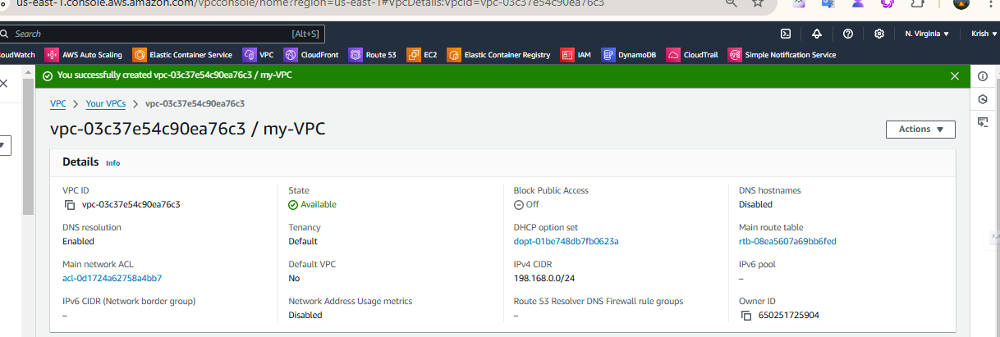 us-east-1.console.aws.amazon.com/vpcconsole/home?region=us-east-1#VpcDetails:VpcId=vpc-03c37e54c90ea76c3
Search [Alt+S] N. Virginia Krish
CloudWatch AWS Auto Scaling Elastic Container Service VPC CloudFront Route 53 EC2 Elastic Container Registry IAM DynamoDB CloudTrail Simple Notification Service
You successfully created vpc-03c37e54c90ea76c3 / my-VPC
VPC > Your VPCs > vpc-03c37e54c90ea76c3
vpc-03c37e54c90ea76c3 / my-VPC
Actions
Details Info
VPC ID State Block Public Access DNS hostnames
vpc-03c37e54c90ea76c3 Available Off Disabled
DNS resolution Tenancy DHCP option set Main route table
Enabled Default dopt-01be748db7fb0623a rtb-08ea5607a69bb6fed
Main network ACL Default VPC IPv4 CIDR IPv6 pool
acl-0d1724a62758a4bb7 No 198.168.0.0/24 –
IPv6 CIDR (Network border group) Network Address Usage metrics Route 53 Resolver DNS Firewall rule groups Owner ID
– Disabled – 650251725904